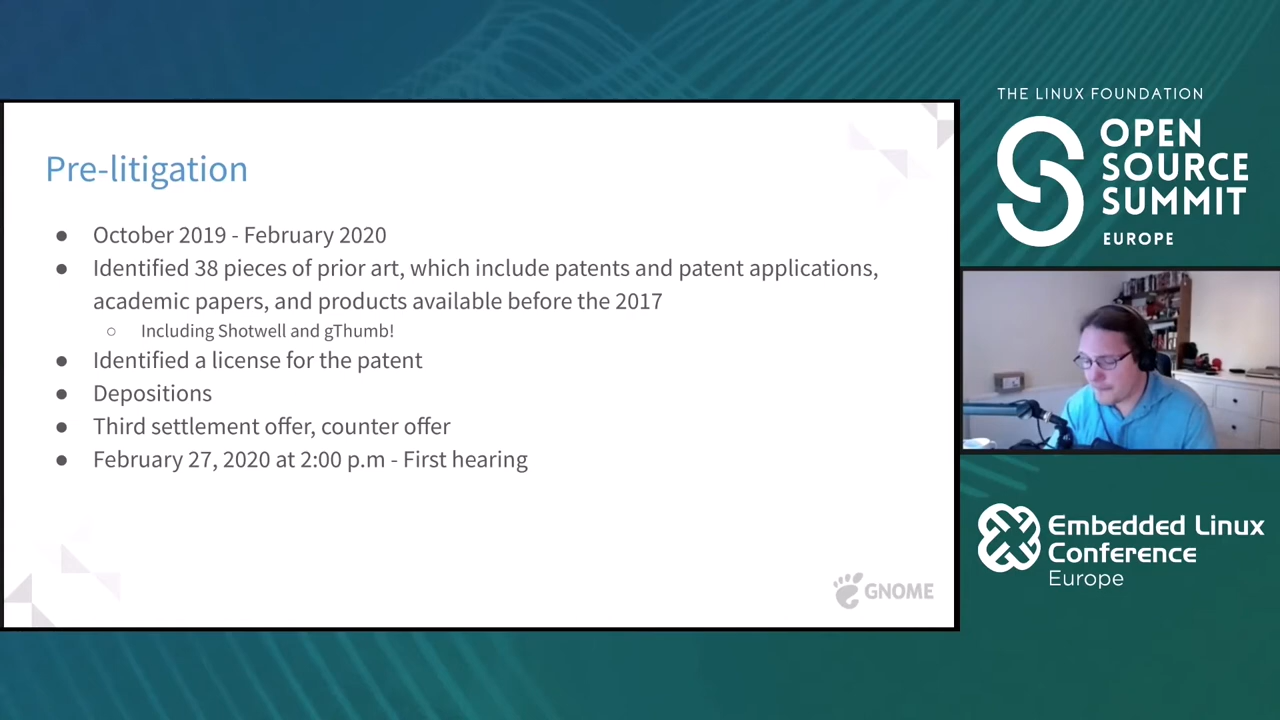 Pre-litigation
● October 2019 - February 2020
● Identified 38 pieces of prior art, which include patents and patent applications,
academic papers, and products available before the 2017
○ Including Shotwell and gThumb!
● Identified a license for the patent
● Depositions
● Third settlement offer, counter offer
● February 27, 2020 at 2:00 p.m - First hearing
GNOME
THE LINUX FOUNDATION
OPEN
SOURCE
SUMMIT
EUROPE
Embedded Linux
Conference
Europe